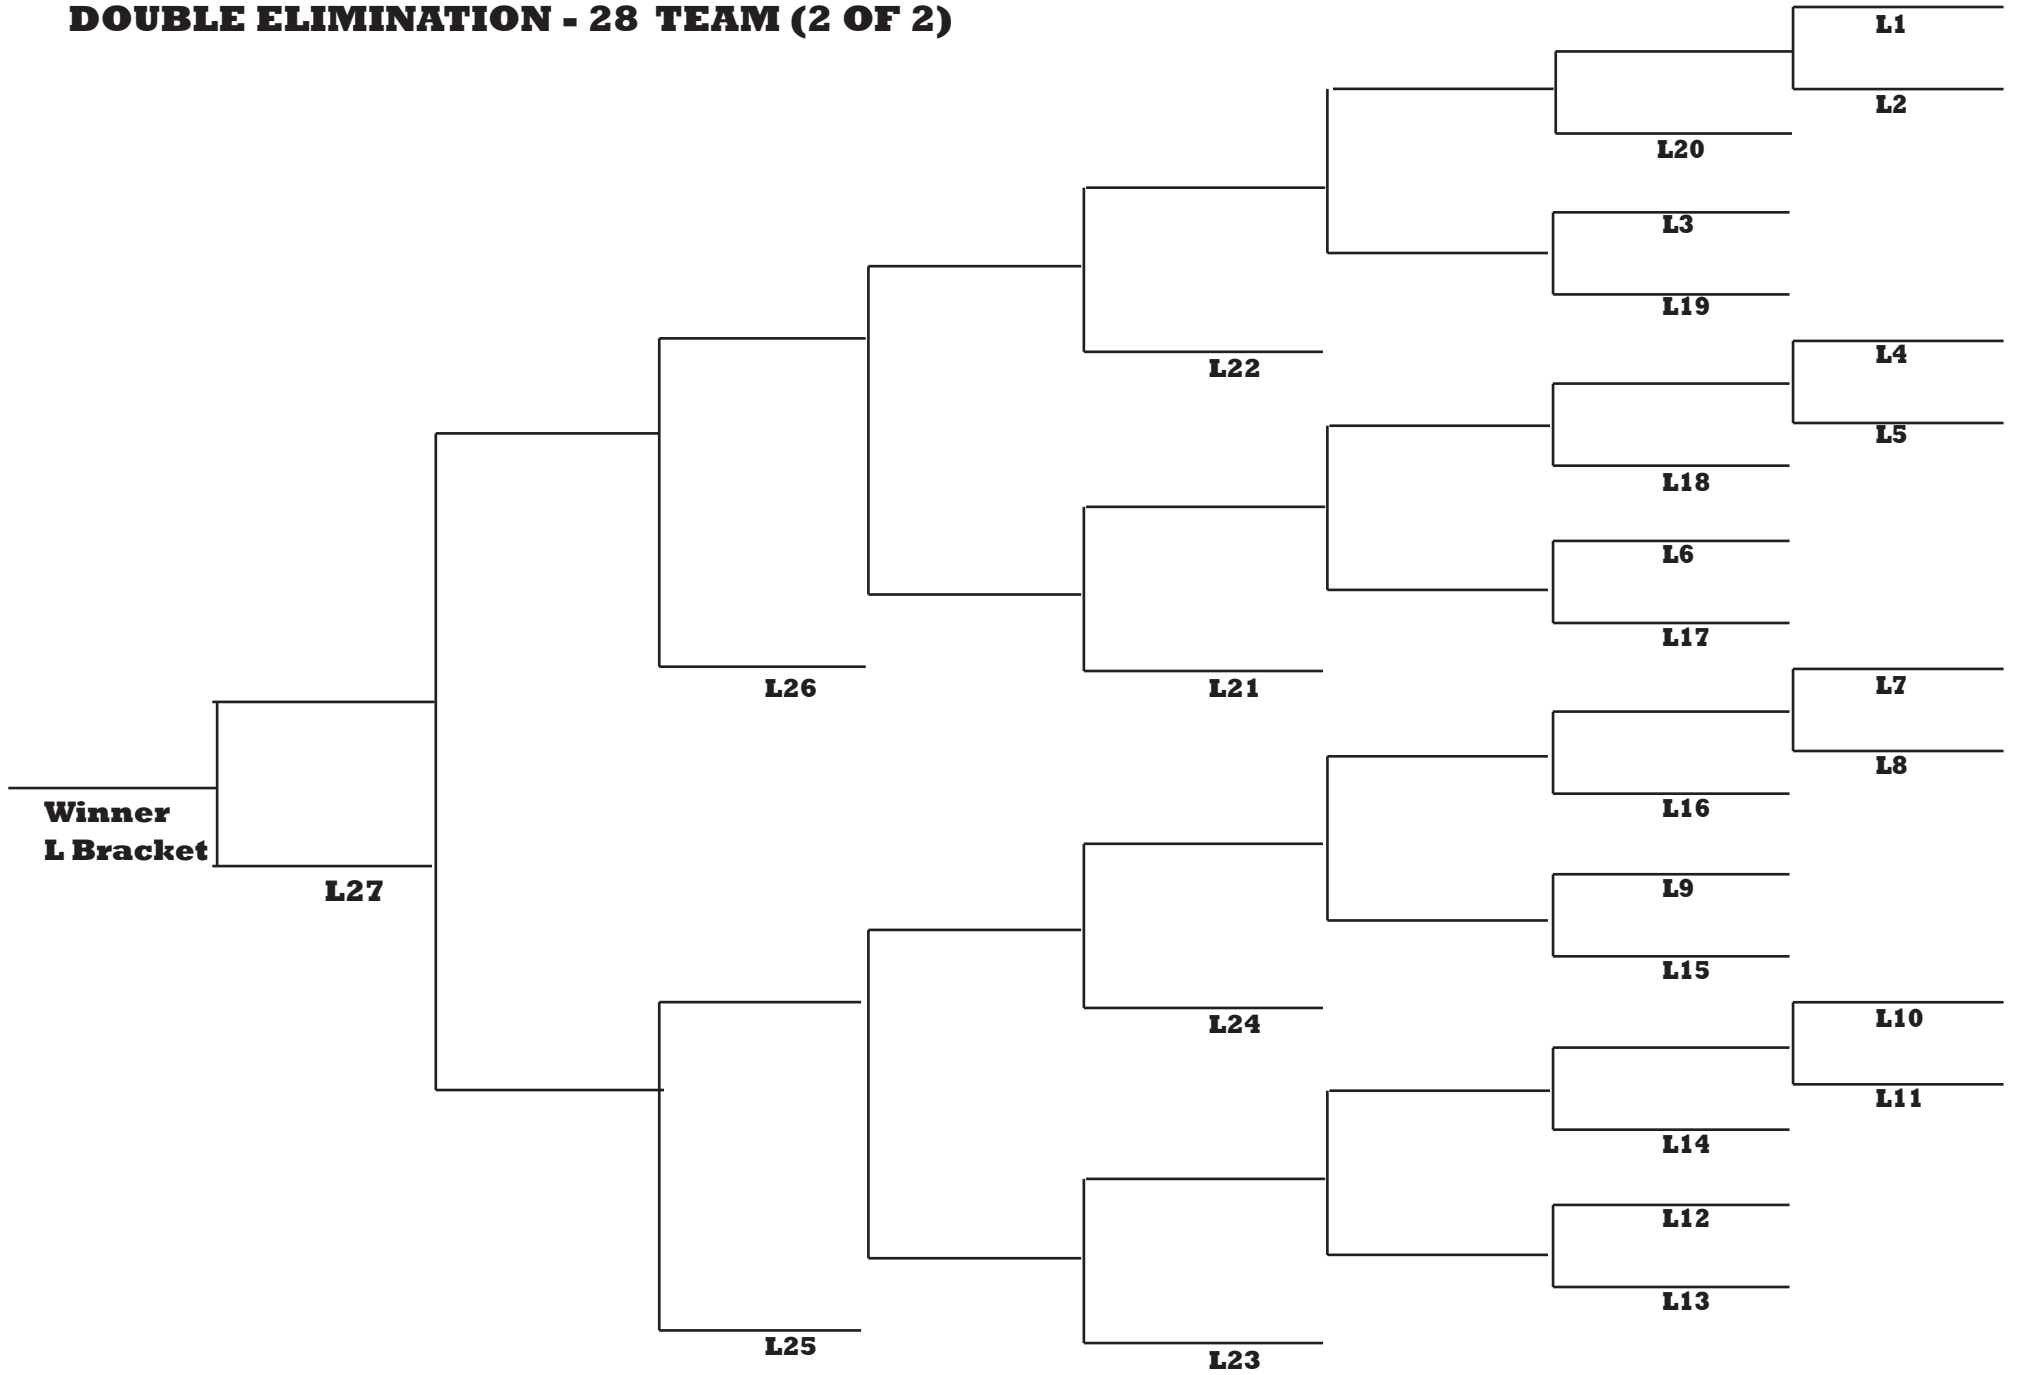 DOUBLE ELIMINATION - 28 TEAM (2 OF 2)
L1
L2
L20
L3
L19
L4
L22
L5
L18
L6
L17
L7
L26
L21
L8
L16
Winner
L Bracket
L9
L27
L15
L10
L24
L11
L14
L12
L13
L25
L23